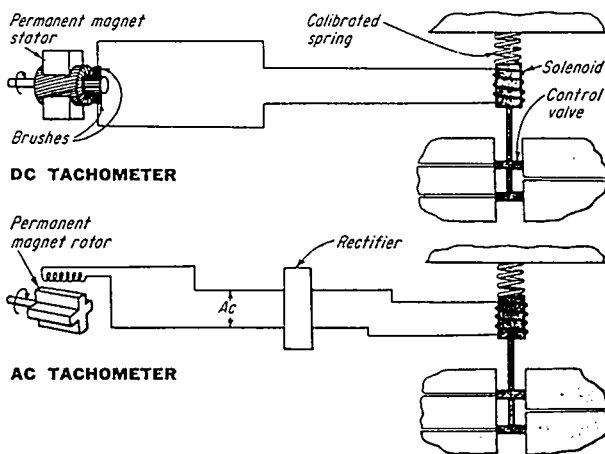 Permanent magnet
stator
Calibrated
spring
Solenoid
Control
valve
Brushes
DC TACHOMETER
Permanent
magnet rotor
Rectifier
Ac
AC TACHOMETER